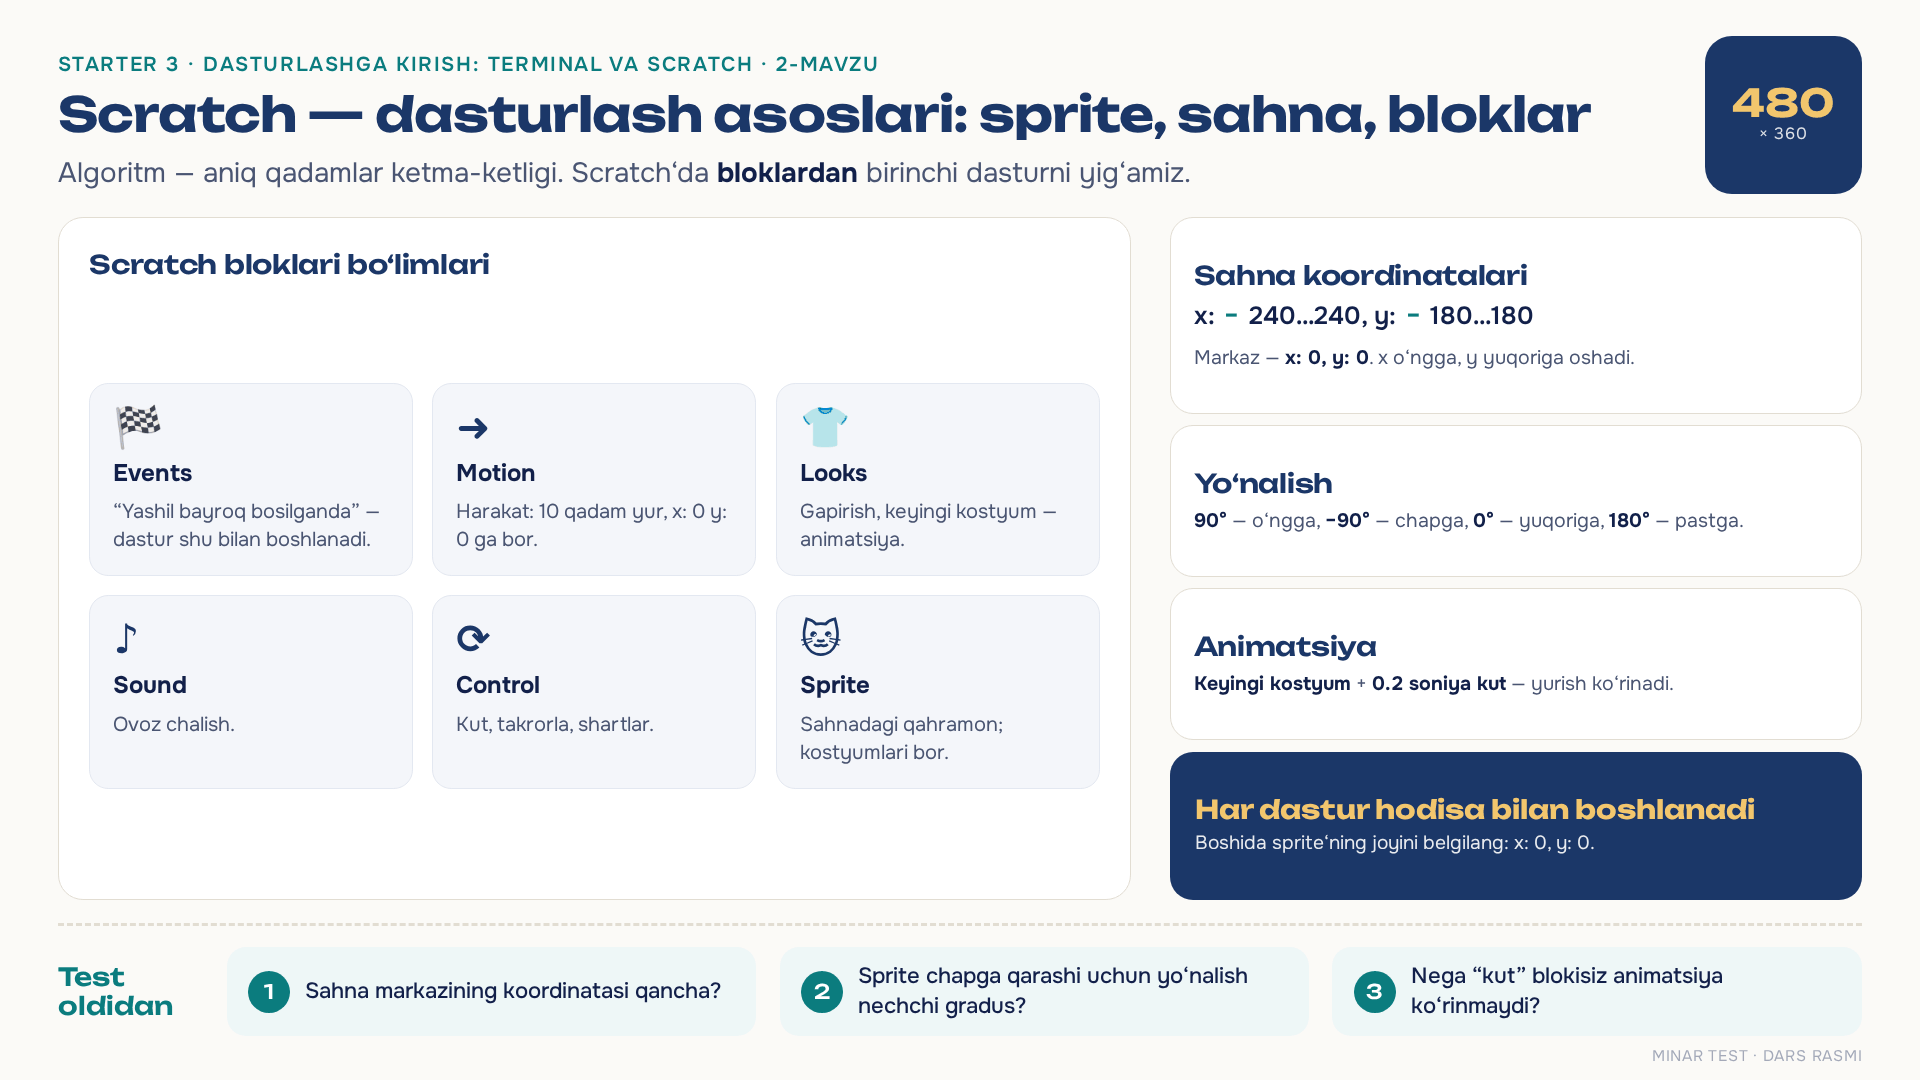 STARTER 3 · DASTURLASHGA KIRISH: TERMINAL VA SCRATCH · 2-MAVZU
Scratch — dasturlash asoslari: sprite, sahna, bloklar
Algoritm — aniq qadamlar ketma-ketligi. Scratch‘da bloklardan birinchi dasturni yig‘amiz.
480
× 360
Scratch bloklari bo‘limlari
Events
“Yashil bayroq bosilganda” —
dastur shu bilan boshlanadi.
➜
Motion
Harakat: 10 qadam yur, x: 0 y:
0 ga bor.
Looks
Gapirish, keyingi kostyum —
animatsiya.
♪
Sound
Ovoz chalish.
⟳
Control
Kut, takrorla, shartlar.
Sprite
Sahnadagi qahramon;
kostyumlari bor.
Sahna koordinatalari
x: − 240…240, y: − 180…180
Markaz — x: 0, y: 0. x o‘ngga, y yuqoriga oshadi.
Yo‘nalish
90° — o‘ngga, −90° — chapga, 0° — yuqoriga, 180° — pastga.
Animatsiya
Keyingi kostyum + 0.2 soniya kut — yurish ko‘rinadi.
Har dastur hodisa bilan boshlanadi
Boshida sprite‘ning joyini belgilang: x: 0, y: 0.
Test
oldidan
1 Sahna markazining koordinatasi qancha?
2 Sprite chapga qarashi uchun yo‘nalish
nechchi gradus?
3 Nega “kut” blokisiz animatsiya
ko‘rinmaydi?
MINAR TEST · DARS RASMI